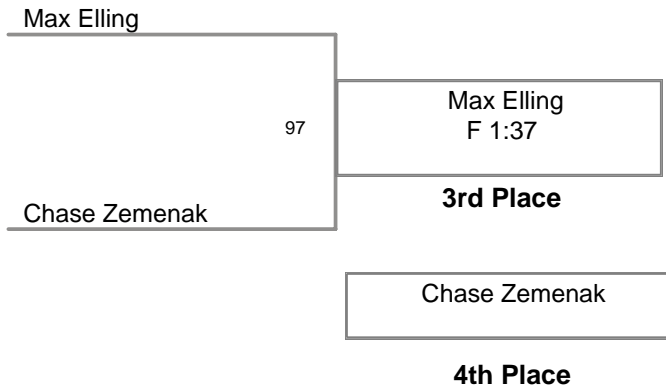 Max Elling
97
Max Elling
F 1:37
3rd Place
Chase Zemenak
Chase Zemenak
4th Place